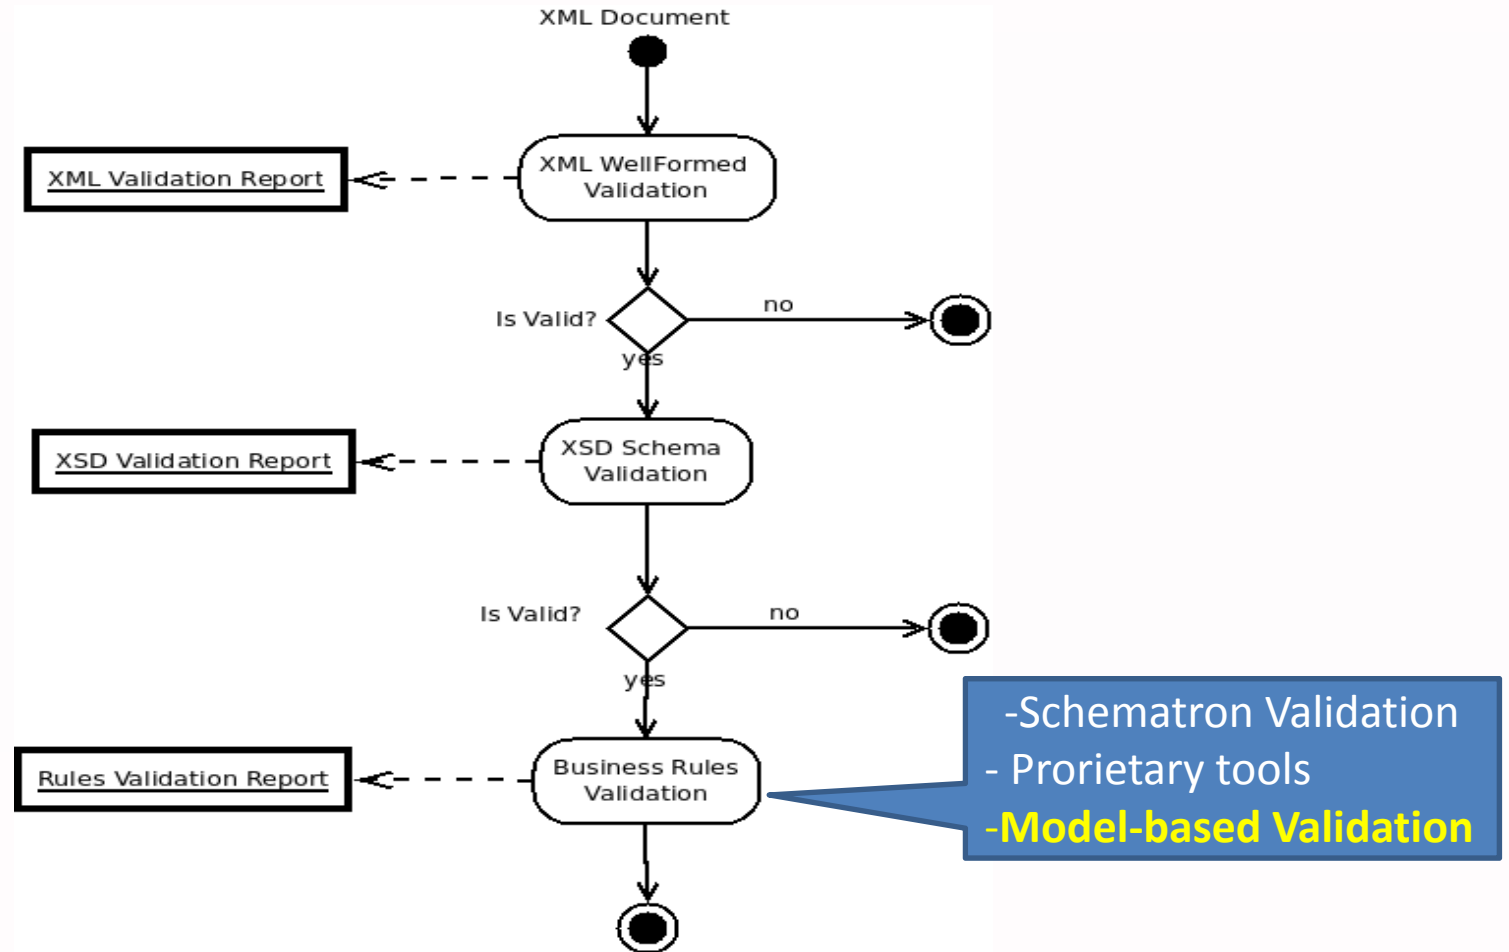 XML Document
XML WellFormed
Validation
XML Validation Report
Is Valid?
no
yes
XSD Schema
Validation
XSD Validation Report
Is Valid?
no
yes
Business Rules
Validation
Rules Validation Report
-Schematron Validation
- Prorietary tools
-Model-based Validation